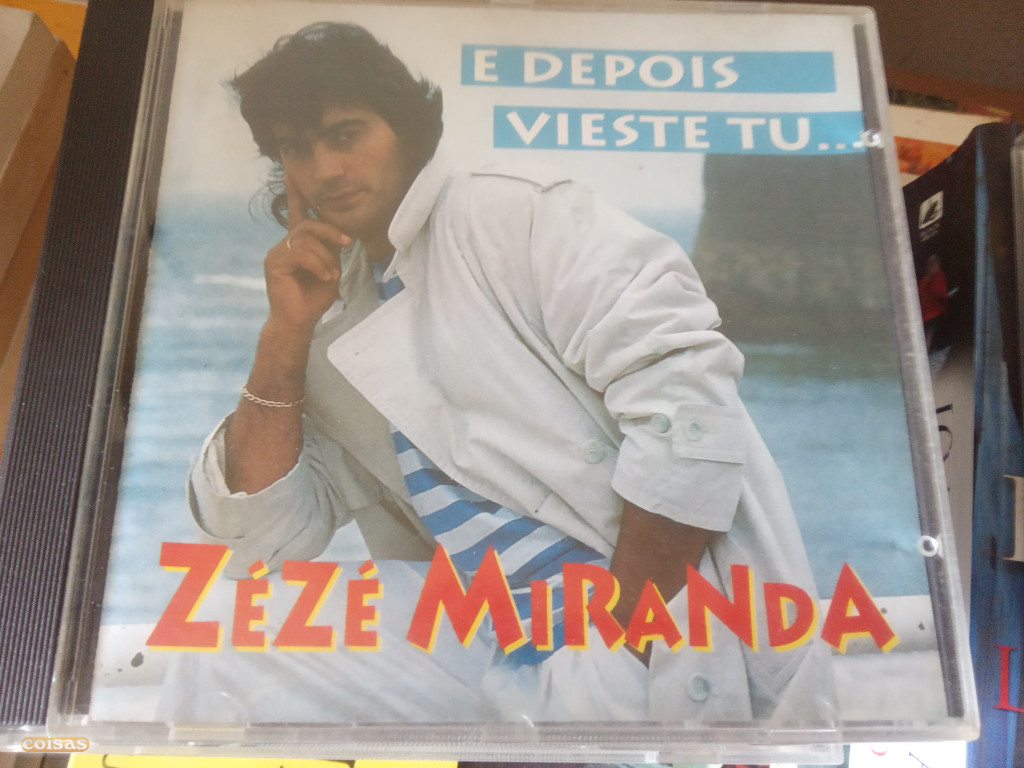 E DEPOIS
VIESTE TU...
ZÉZÉ MIRANDA
coisas